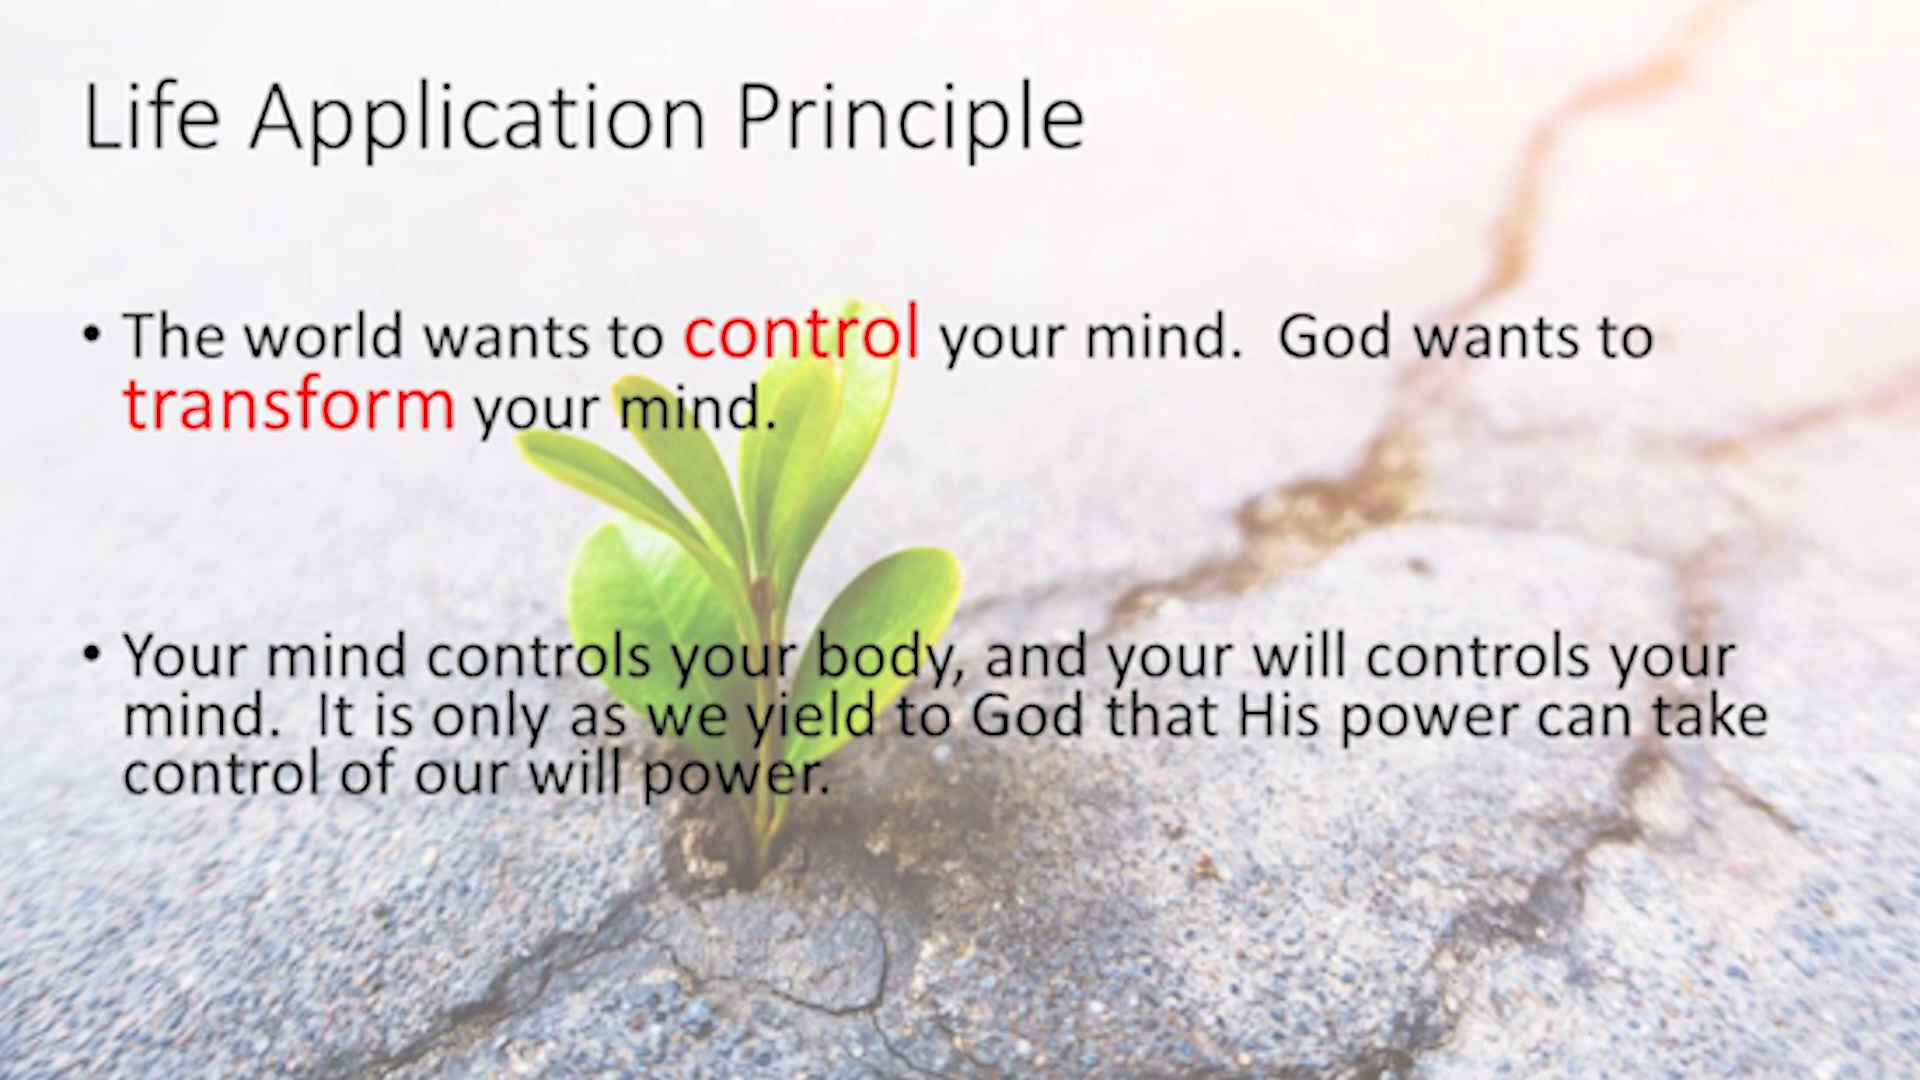 Life Application Principle
• The world wants to control your mind.  God wants to
transform your mind.
• Your mind controls your body, and your will controls your
mind.  It is only as we yield to God that His power can take
control of our will power.